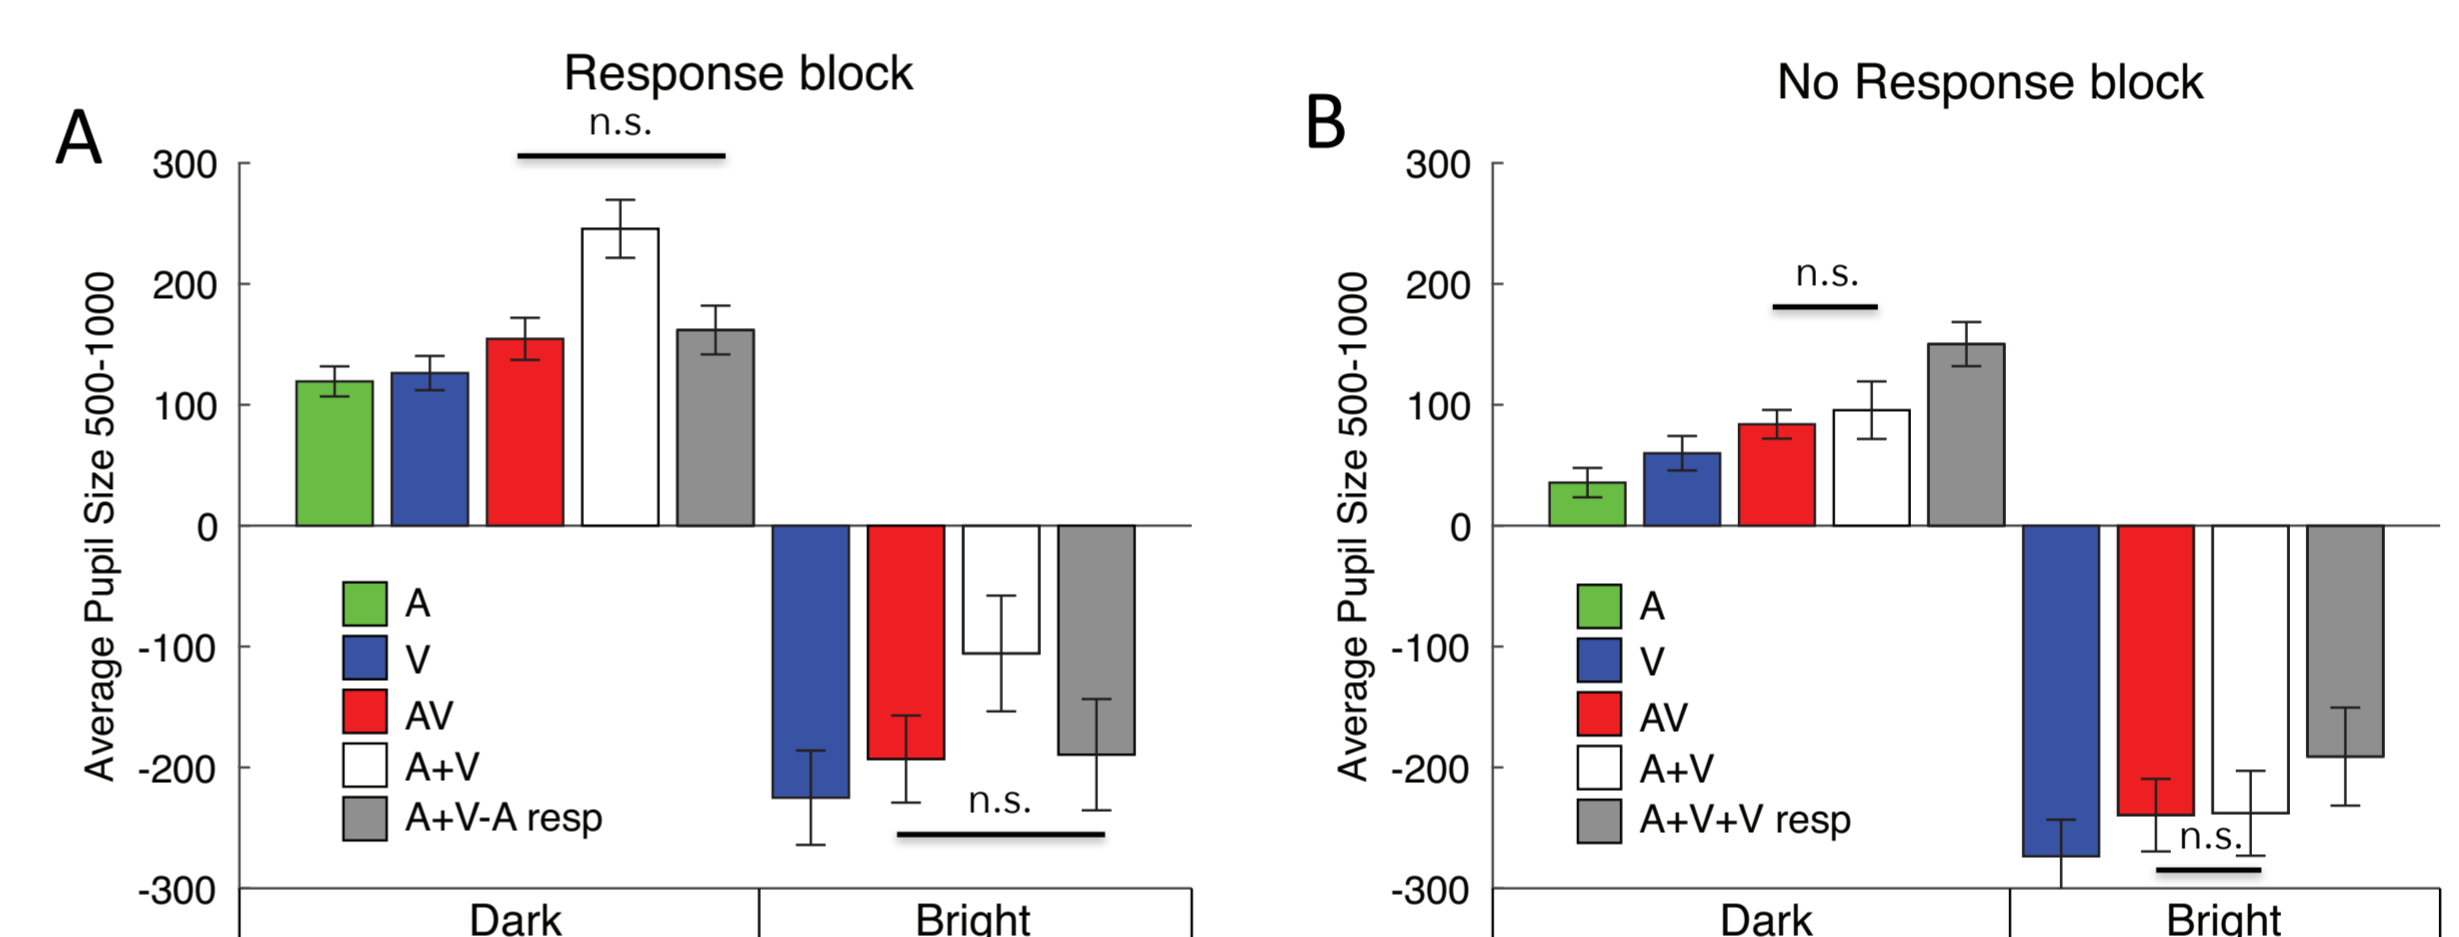 A
Response block
n.s.
Average Pupil Size 500-1000
300
200
100
0
-100
-200
-300
A
V
AV
A+V
A+V-A resp
n.s.
Dark
Bright
B
No Response block
n.s.
Average Pupil Size 500-1000
300
200
100
0
-100
-200
-300
A
V
AV
A+V
A+V+V resp
n.s.
Dark
Bright